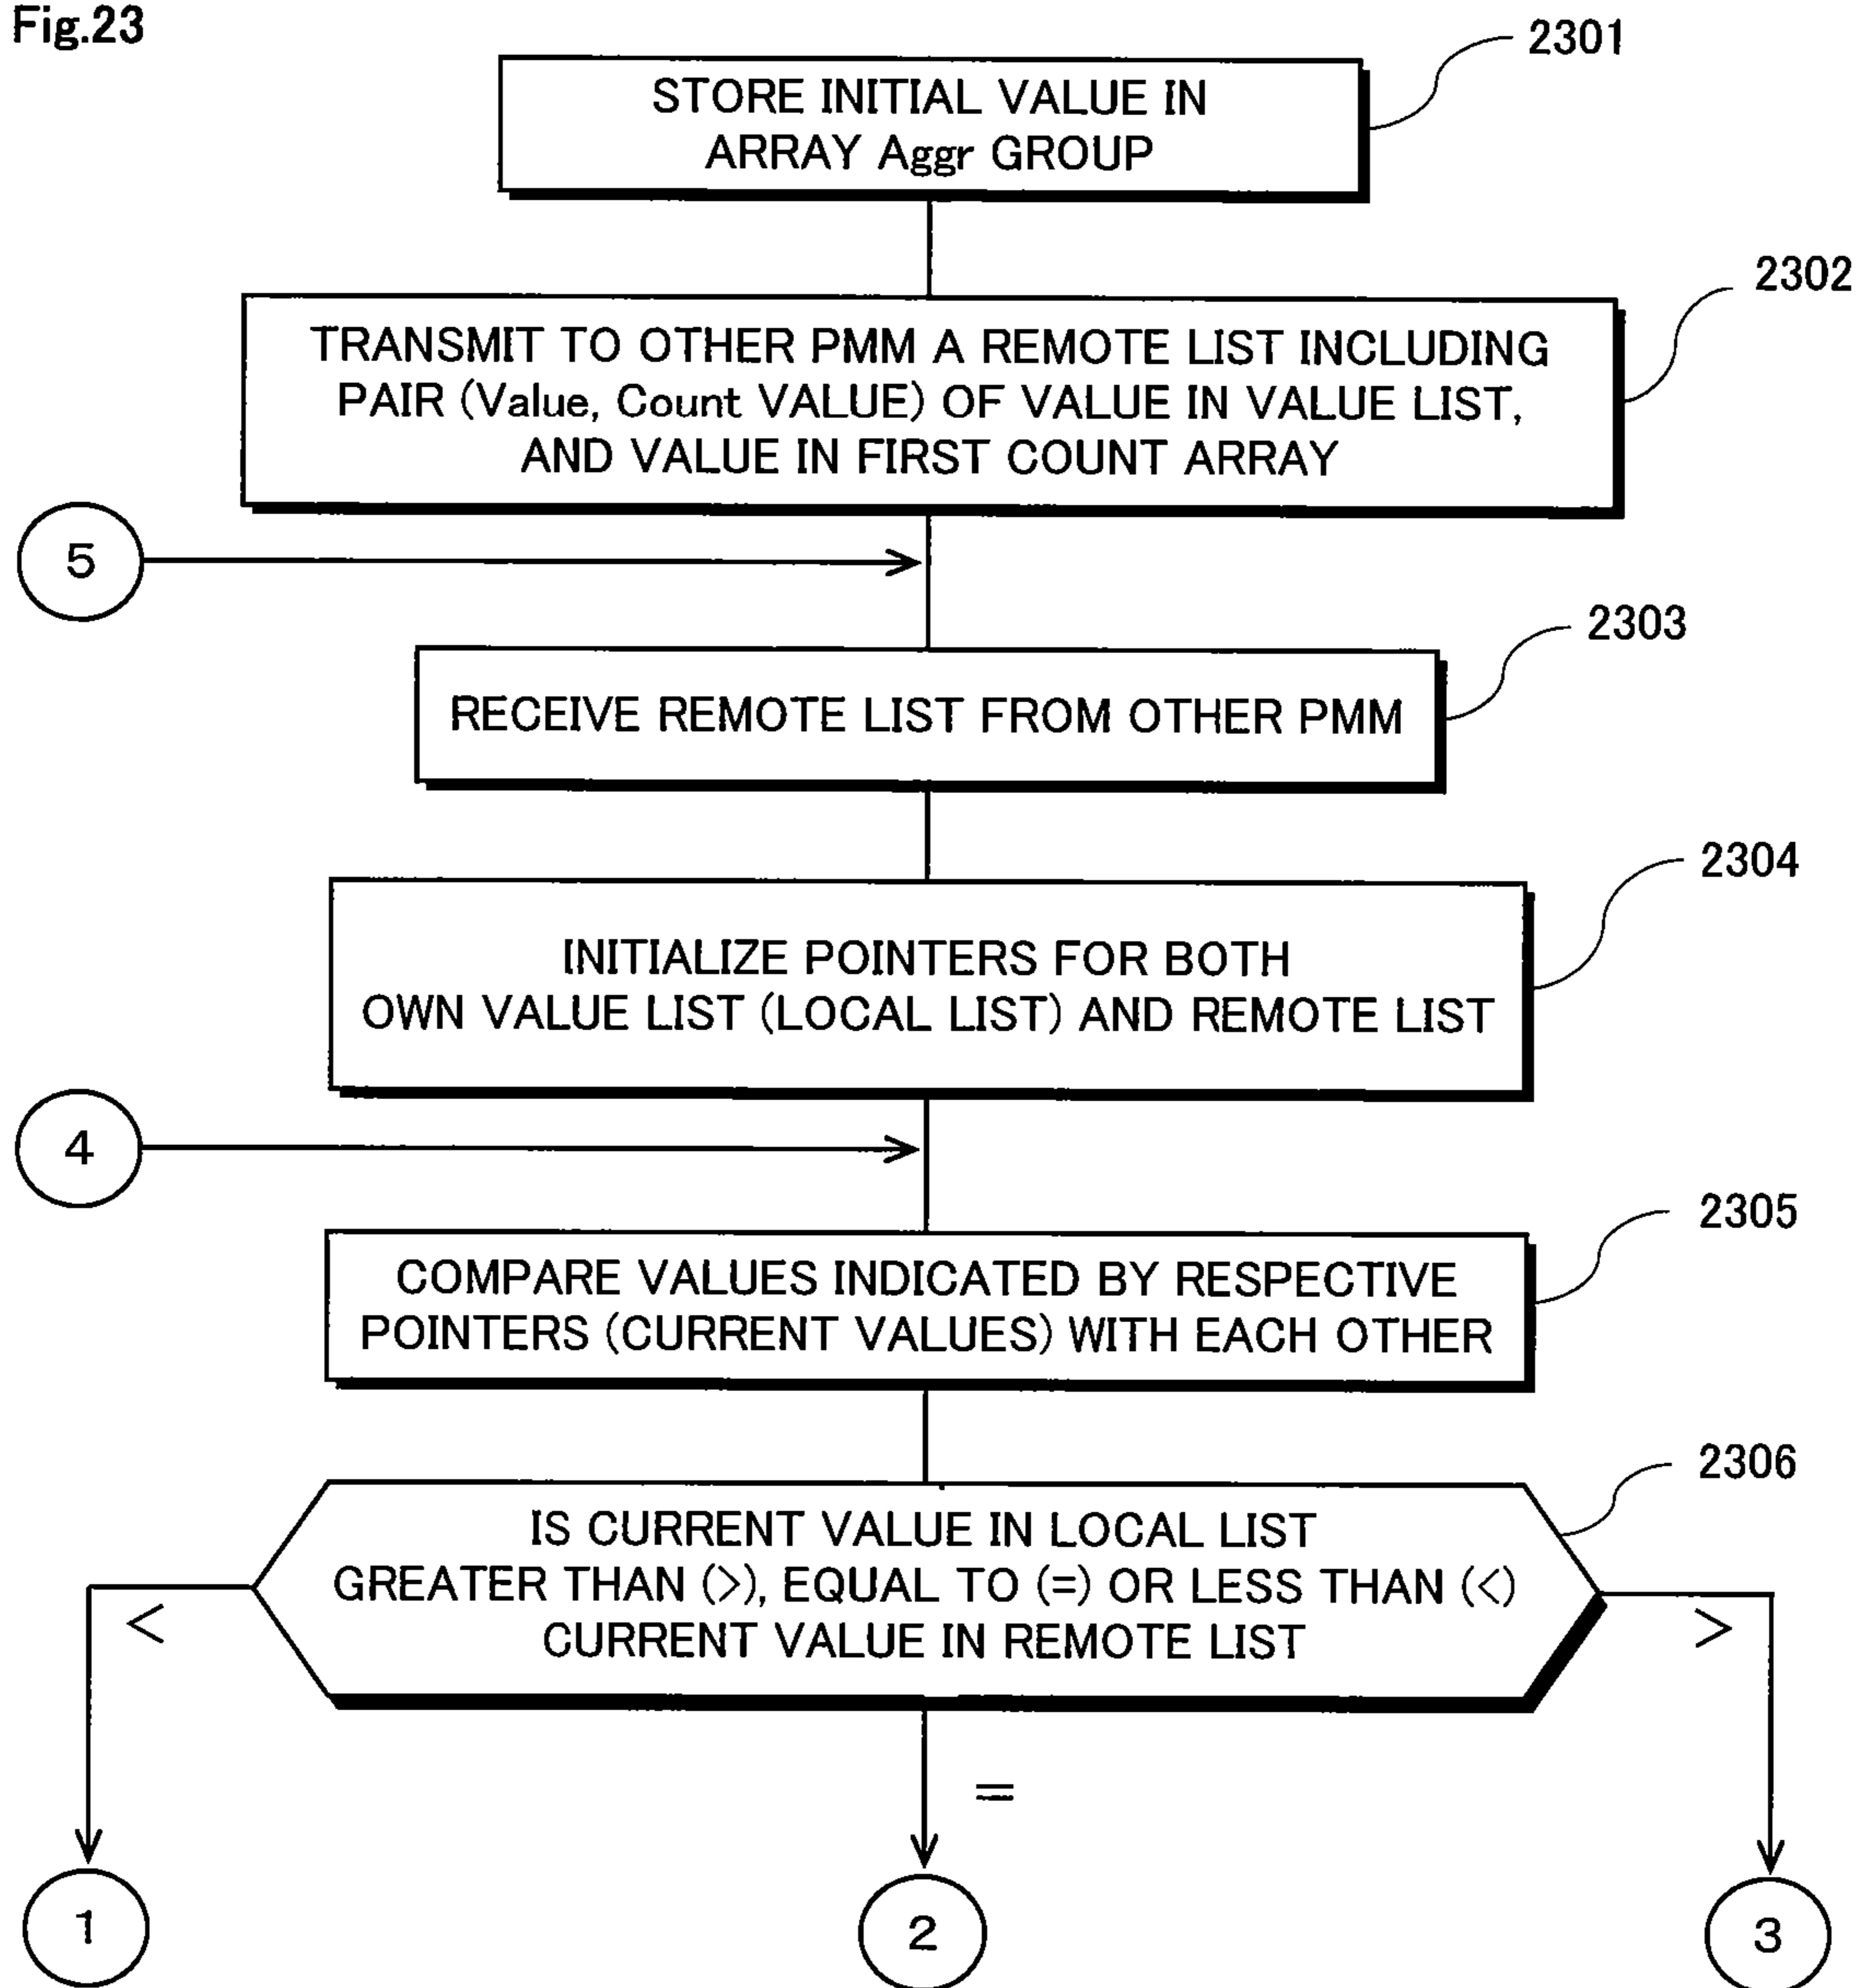 Fig.23
2301
STORE INITIAL VALUE IN
ARRAY Aggr GROUP
2302
TRANSMIT TO OTHER PMM A REMOTE LIST INCLUDING
PAIR (Value, Count VALUE) OF VALUE IN VALUE LIST,
AND VALUE IN FIRST COUNT ARRAY
5
2303
RECEIVE REMOTE LIST FROM OTHER PMM
2304
INITIALIZE POINTERS FOR BOTH
OWN VALUE LIST (LOCAL LIST) AND REMOTE LIST
4
2305
COMPARE VALUES INDICATED BY RESPECTIVE
POINTERS (CURRENT VALUES) WITH EACH OTHER
2306
IS CURRENT VALUE IN LOCAL LIST
GREATER THAN (>), EQUAL TO (=) OR LESS THAN (<)
CURRENT VALUE IN REMOTE LIST
<
>
=
1
2
3